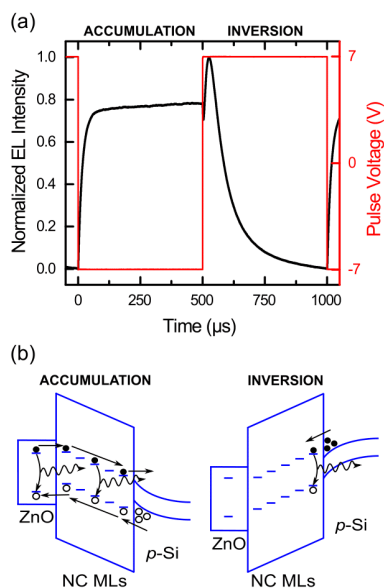 (a)
ACCUMULATION INVERSION
1.0
0.8
0.6
0.4
0.2
0.0
Normalized EL Intensity
7
0
-7
Pulse Voltage (V)
0 250 500 750 1000
Time (µs)
(b)
ACCUMULATION INVERSION
ZnO
p-Si
NC MLs
ZnO
p-Si
NC MLs